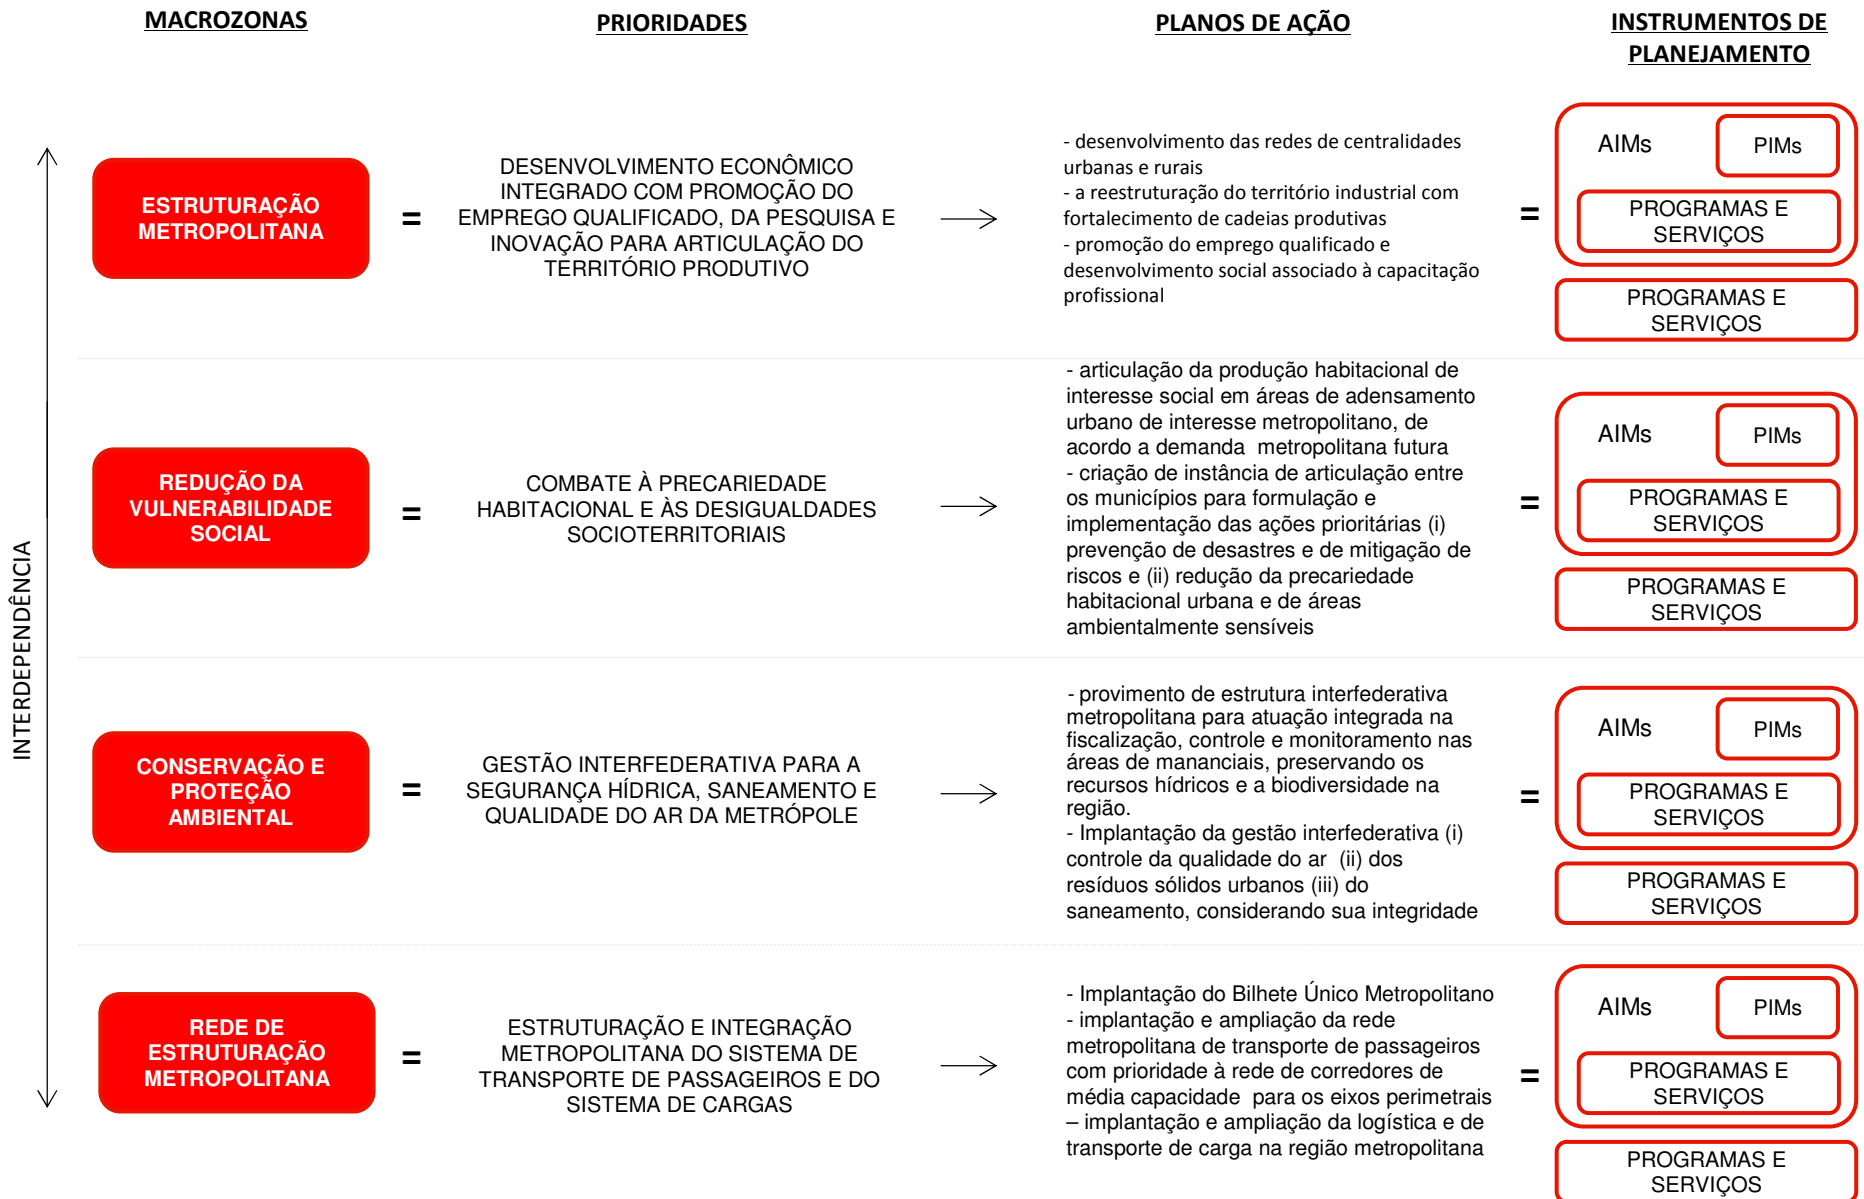 MACROZONAS
PRIORIDADES
PLANOS DE AÇÃO
INSTRUMENTOS DE
PLANEJAMENTO
INTERDEPENDÊNCIA
ESTRUTURAÇÃO
METROPOLITANA
=
DESENVOLVIMENTO ECONÔMICO
INTEGRADO COM PROMOÇÃO DO
EMPREGO QUALIFICADO, DA PESQUISA E
INOVAÇÃO PARA ARTICULAÇÃO DO
TERRITÓRIO PRODUTIVO
- desenvolvimento das redes de centralidades
urbanas e rurais
- a reestruturação do território industrial com
fortalecimento de cadeias produtivas
- promoção do emprego qualificado e
desenvolvimento social associado à capacitação
profissional
=
AIMs
PIMs
PROGRAMAS E
SERVIÇOS
PROGRAMAS E
SERVIÇOS
REDUÇÃO DA
VULNERABILIDADE
SOCIAL
=
COMBATE À PRECARIEDADE
HABITACIONAL E ÀS DESIGUALDADES
SOCIOTERRITORIAIS
- articulação da produção habitacional de
interesse social em áreas de adensamento
urbano de interesse metropolitano, de
acordo a demanda metropolitana futura
- criação de instância de articulação entre
os municípios para formulação e
implementação das ações prioritárias (i)
prevenção de desastres e de mitigação de
riscos e (ii) redução da precariedade
habitacional urbana e de áreas
ambientalmente sensíveis
=
AIMs
PIMs
PROGRAMAS E
SERVIÇOS
PROGRAMAS E
SERVIÇOS
CONSERVAÇÃO E
PROTEÇÃO
AMBIENTAL
=
GESTÃO INTERFEDERATIVA PARA A
SEGURANÇA HÍDRICA, SANEAMENTO E
QUALIDADE DO AR DA METRÓPOLE
- provimento de estrutura interfederativa
metropolitana para atuação integrada na
fiscalização, controle e monitoramento nas
áreas de mananciais, preservando os
recursos hídricos e a biodiversidade na
região.
- Implantação da gestão interfederativa (i)
controle da qualidade do ar (ii) dos
resíduos sólidos urbanos (iii) do
saneamento, considerando sua integridade
=
AIMs
PIMs
PROGRAMAS E
SERVIÇOS
PROGRAMAS E
SERVIÇOS
REDE DE
ESTRUTURAÇÃO
METROPOLITANA
=
ESTRUTURAÇÃO E INTEGRAÇÃO
METROPOLITANA DO SISTEMA DE
TRANSPORTE DE PASSAGEIROS E DO
SISTEMA DE CARGAS
- Implantação do Bilhete Único Metropolitano
- implantação e ampliação da rede
metropolitana de transporte de passageiros
com prioridade à rede de corredores de
média capacidade para os eixos perimetrais
– implantação e ampliação da logística e de
transporte de carga na região metropolitana
=
AIMs
PIMs
PROGRAMAS E
SERVIÇOS
PROGRAMAS E
SERVIÇOS